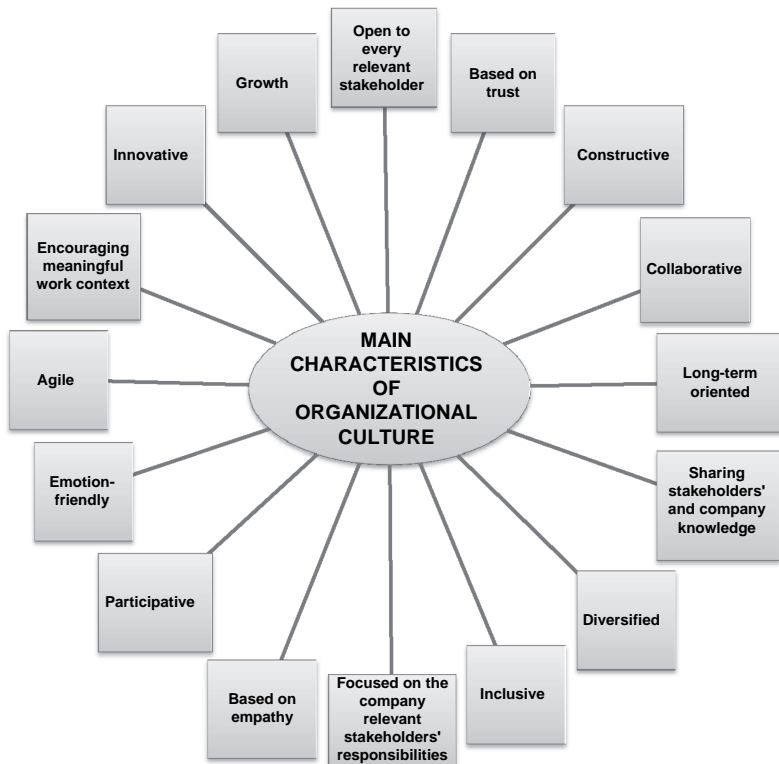 Open to
every
relevant
stakeholder
Based on
trust
Constructive
Collaborative
Long-term
oriented
Sharing
stakeholders'
and company
knowledge
Diversified
Inclusive
Focused on the
company
relevant
stakeholders'
responsibilities
Based on
empathy
Participative
Emotion-
friendly
Agile
Encouraging
meaningful
work context
Innovative
Growth
MAIN
CHARACTERISTICS
OF
ORGANIZATIONAL
CULTURE